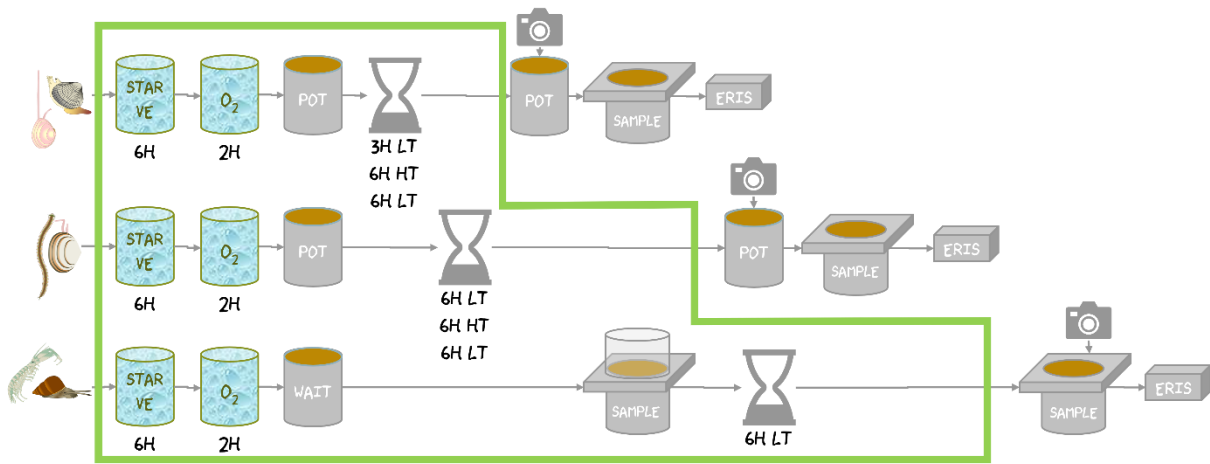 STAR
VE
O2
POT
POT
SAMPLE
ERIS
6H
2H
3H LT
6H HT
6H LT
STAR
VE
O2
POT
POT
SAMPLE
ERIS
6H
2H
6H LT
6H HT
6H LT
STAR
VE
O2
WAIT
SAMPLE
SAMPLE
ERIS
6H
2H
6H LT